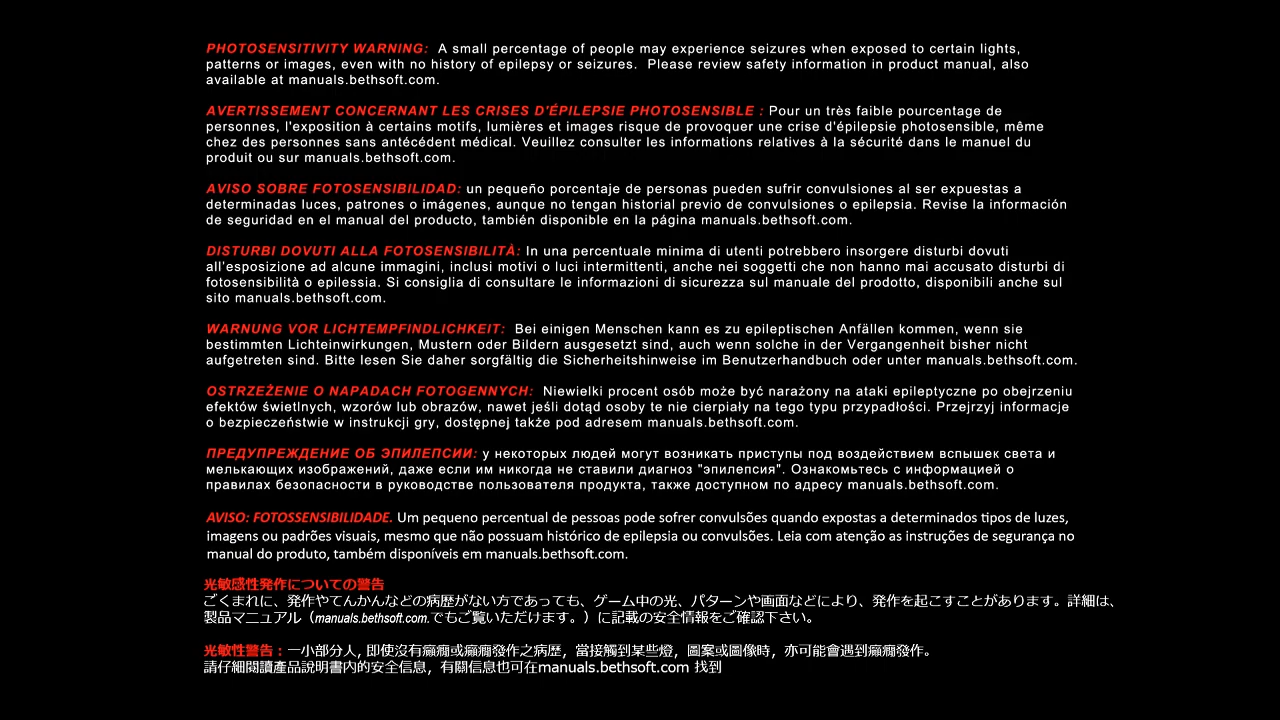 PHOTOSENSITIVITY WARNING: A small percentage of people may experience seizures when exposed to certain lights,
patterns or images, even with no history of epilepsy or seizures. Please review safety information in product manual, also
available at manuals.bethsoft.com.
AVERTISSEMENT CONCERNANT LES CRISES D'ÉPILEPSIE PHOTOSENSIBLE : Pour un très faible pourcentage de
personnes, l'exposition à certains motifs, lumières et images risque de provoquer une crise d'épilepsie photosensible, même
chez des personnes sans antécédent médical. Veuillez consulter les informations relatives à la sécurité dans le manuel du
produit ou sur manuals.bethsoft.com.
AVISO SOBRE FOTOSENSIBILIDAD: un pequeño porcentaje de personas pueden sufrir convulsiones al ser expuestas a
determinadas luces, patrones o imágenes, aunque no tengan historial previo de convulsiones o epilepsia. Revise la información
de seguridad en el manual del producto, también disponible en la página manuals.bethsoft.com.
DISTURBI DOVUTI ALLA FOTOSENSIBILITÀ: In una percentuale minima di utenti potrebbero insorgere disturbi dovuti
all'esposizione ad alcune immagini, inclusi motivi o luci intermittenti, anche nei soggetti che non hanno mai accusato disturbi di
fotosensibilità o epilessia. Si consiglia di consultare le informazioni di sicurezza sul manuale del prodotto, disponibili anche sul
sito manuals.bethsoft.com.
WARNUNG VOR LICHTEMPFINDLICHKEIT: Bei einigen Menschen kann es zu epileptischen Anfällen kommen, wenn sie
bestimmten Lichteinwirkungen, Mustern oder Bildern ausgesetzt sind, auch wenn solche in der Vergangenheit bisher nicht
aufgetreten sind. Bitte lesen Sie daher sorgfältig die Sicherheitshinweise im Benutzerhandbuch oder unter manuals.bethsoft.com.
OSTRZEŻENIE O NAPADACH FOTOGENNYCH: Niewielki procent osób może być narażony na ataki epileptyczne po obejrzeniu
efektów świetlnych, wzorów lub obrazów, nawet jeśli dotąd osoby te nie cierpiały na tego typu przypadłości. Przejrzyj informacje
o bezpieczeństwie w instrukcji gry, dostępnej także pod adresem manuals.bethsoft.com.
ПРЕДУПРЕЖДЕНИЕ ОБ ЭПИЛЕПСИИ: у некоторых людей могут возникать приступы под воздействием вспышек света и
мелькающих изображений, даже если им никогда не ставили диагноз "эпилепсия". Ознакомьтесь с информацией о
правилах безопасности в руководстве пользователя продукта, также доступном по адресу manuals.bethsoft.com.
AVISO: FOTOSSENSIBILIDADE. Um pequeno percentual de pessoas pode sofrer convulsões quando expostas a determinados tipos de luzes,
imagens ou padrões visuais, mesmo que não possuam histórico de epilepsia ou convulsões. Leia com atenção as instruções de segurança no
manual do produto, também disponíveis em manuals.bethsoft.com.
光敏感性発作についての警告
ごくまれに、発作やてんかんなどの病歴がない方であっても、ゲーム中の光、パターンや画面などにより、発作を起こすことがあります。詳細は、
製品マニュアル（manuals.bethsoft.com.でもご覧いただけます。）に記載の安全情報をご確認下さい。
光敏性警告：一小部分人, 即使沒有癲癇或癲癇發作之病歷，當接觸到某些燈，圖案或圖像時，亦可能會遇到癲癇發作。
請仔細閱讀產品說明書內的安全信息，有關信息也可在manuals.bethsoft.com 找到